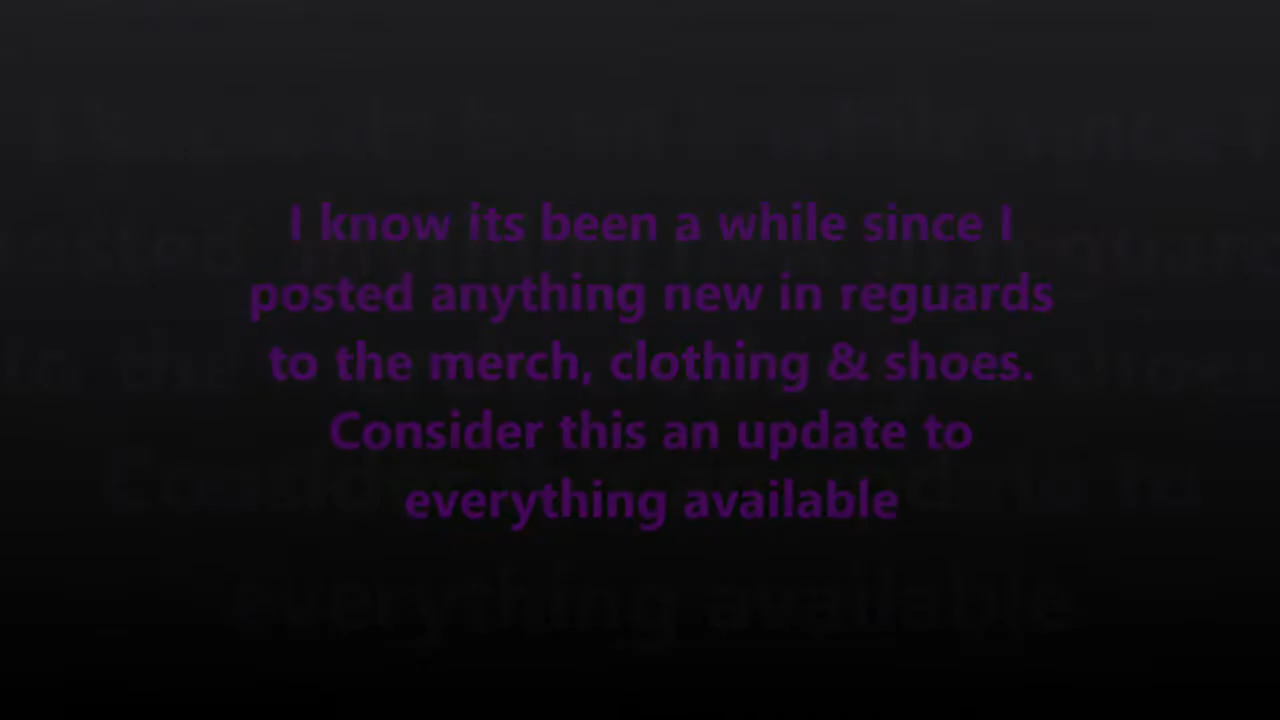 I know its been a while since I
posted anything new in reguards
to the merch, clothing & shoes.
Consider this an update to
everything available